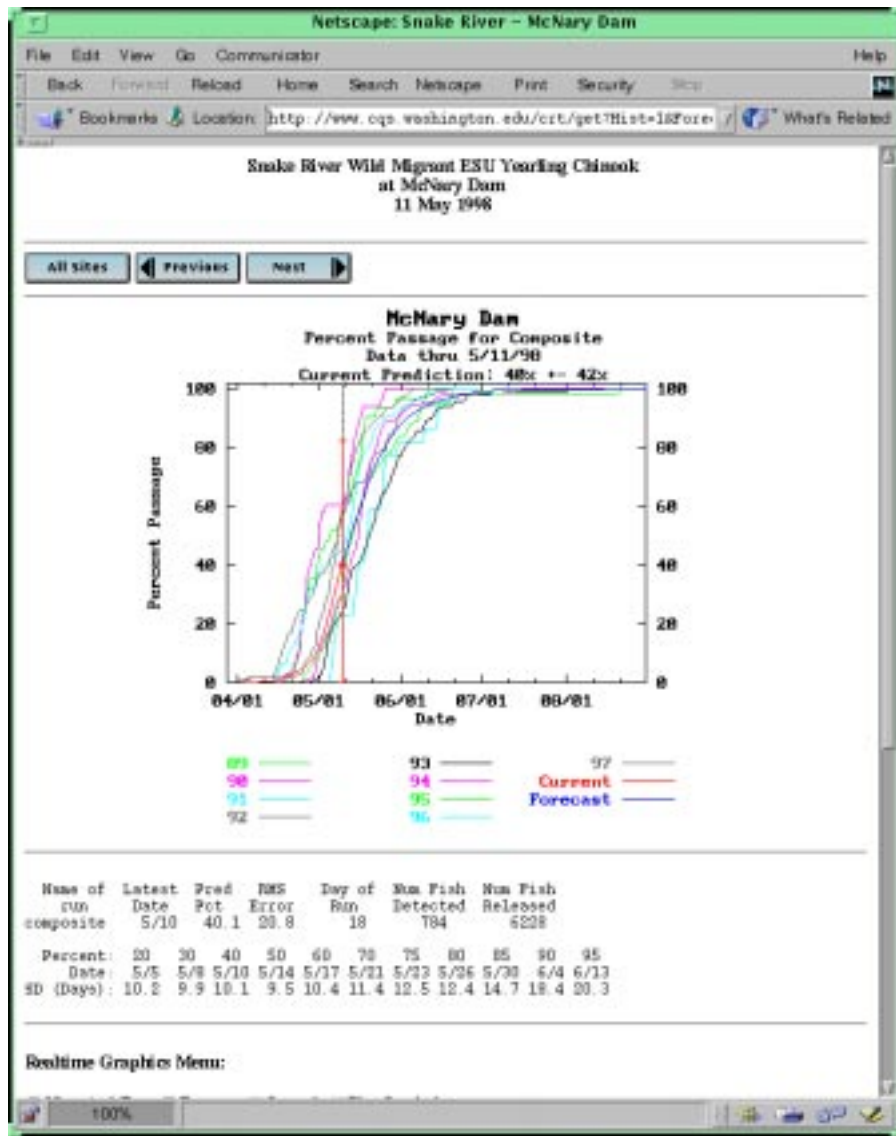 Netscape: Snake River - McNary Dam
File Edit View Go Communicator Help
Back Forward Reload Home Search Netscape Print Security Stop
Bookmarks Location: http://www.cqs.washington.edu/crt/get?Hist=1&Fore What's Related
Snake River Wild Migrant ESU Yearling Chinook
at McNary Dam
11 May 1998
All Sites Previous Next
McNary Dam
Percent Passage for Composite
Data thru 5/11/98
Current Prediction: 40% +- 42%
100 100
80 80
60 60
40 40
20 20
0 0
Percent Passage
04/01 05/01 06/01 07/01 08/01
Date
89 93 97
90 94 Current
91 95 Forecast
92 96
Name of Latest Pred RMS Day of Num Fish Num Fish
run Date Pct Error Run Detected Released
composite 5/10 40.1 20.8 18 784 6228
Percent: 20 30 40 50 60 70 75 80 85 90 95
Date: 5/5 5/8 5/10 5/14 5/17 5/21 5/23 5/26 5/30 6/4 6/13
SD (Days): 10.2 9.9 10.1 9.5 10.4 11.4 12.5 12.4 14.7 18.4 20.3
Realtime Graphics Menu:
100%